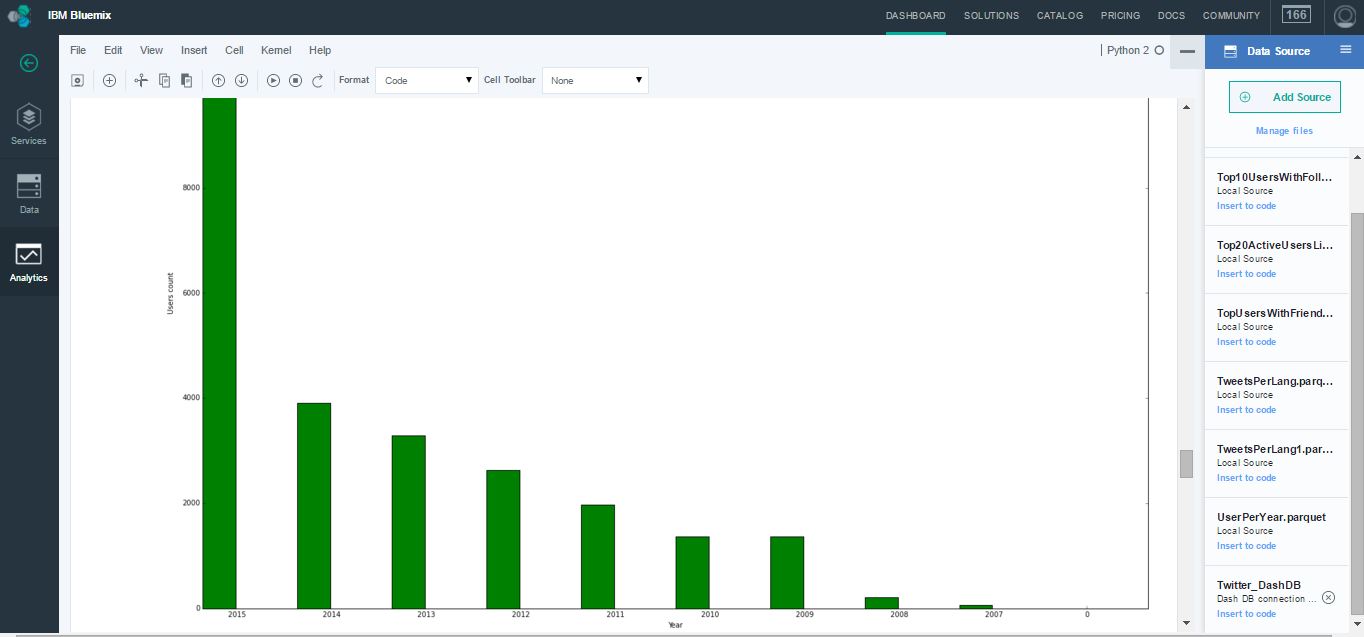 IBM Bluemix
DASHBOARD SOLUTIONS CATALOG PRICING DOCS COMMUNITY 166
File Edit View Insert Cell Kernel Help
Python 2
Format Code Cell Toolbar None
Services
Data
Analytics
8000
6000
4000
2000
0
Users count
2015 2014 2013 2012 2011 2010 2009 2008 2007 0
Year
Data Source
Add Source
Manage files
Top10UsersWithFoll...
Local Source
Insert to code
Top20ActiveUsersLi...
Local Source
Insert to code
TopUsersWithFriend...
Local Source
Insert to code
TweetsPerLang.parq...
Local Source
Insert to code
TweetsPerLang1.par...
Local Source
Insert to code
UserPerYear.parquet
Local Source
Insert to code
Twitter_DashDB
Dash DB connection ...
Insert to code